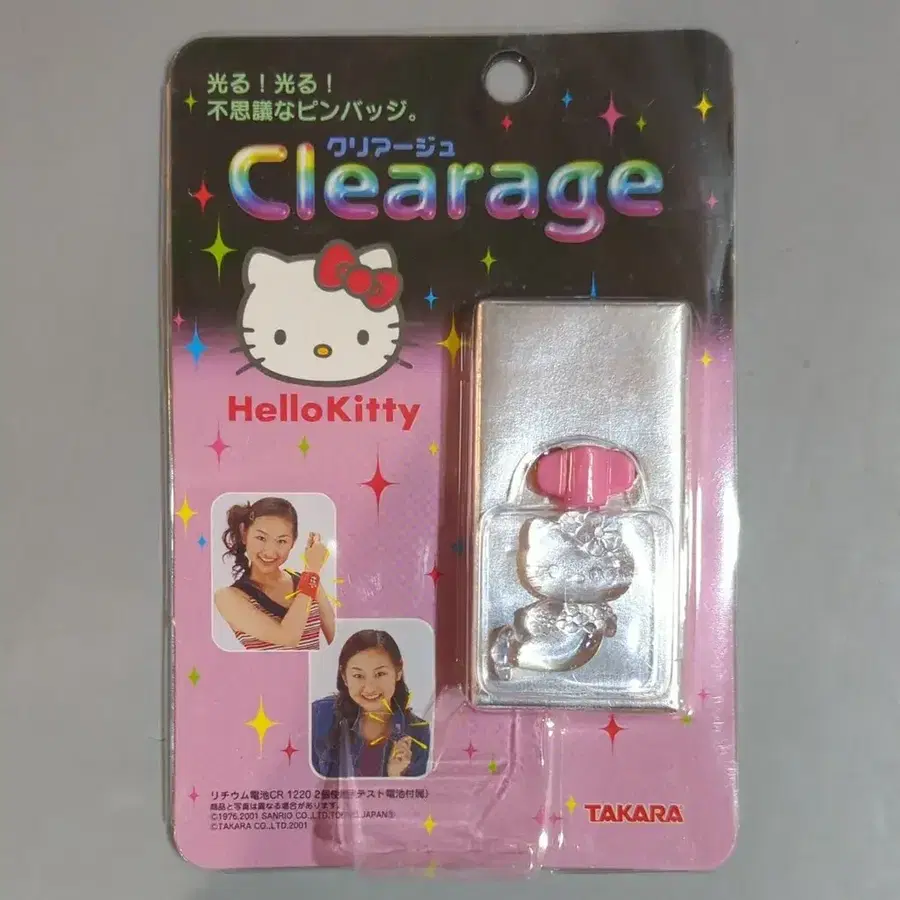 光る！光る！
不思議なピンバッジ。
クリアージュ
Clearage
HelloKitty
リチウム電池CR 1220 2個使用(テスト電池付属)
商品と写真は異なる場合があります。
©1976,2001 SANRIO CO.,LTD.TOKYO,JAPAN
©TAKARA CO.,LTD.2001
TAKARA